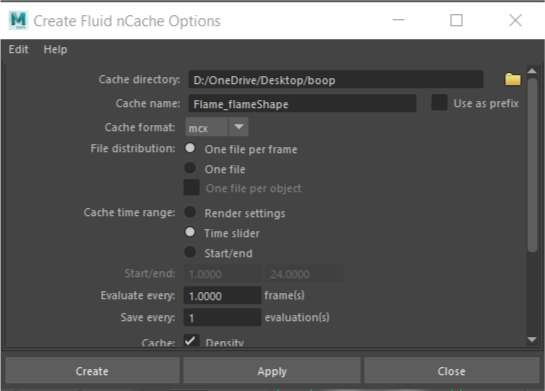 Create Fluid nCache Options
Edit Help
Cache directory: D:/OneDrive/Desktop/boop
Cache name: Flame_flameShape Use as prefix
Cache format: mcx
File distribution: One file per frame
One file
One file per object
Cache time range: Render settings
Time slider
Start/end
Start/end: 1.0000 24.0000
Evaluate every: 1.0000 frame(s)
Save every: 1 evaluation(s)
Cache: Density
Create Apply Close